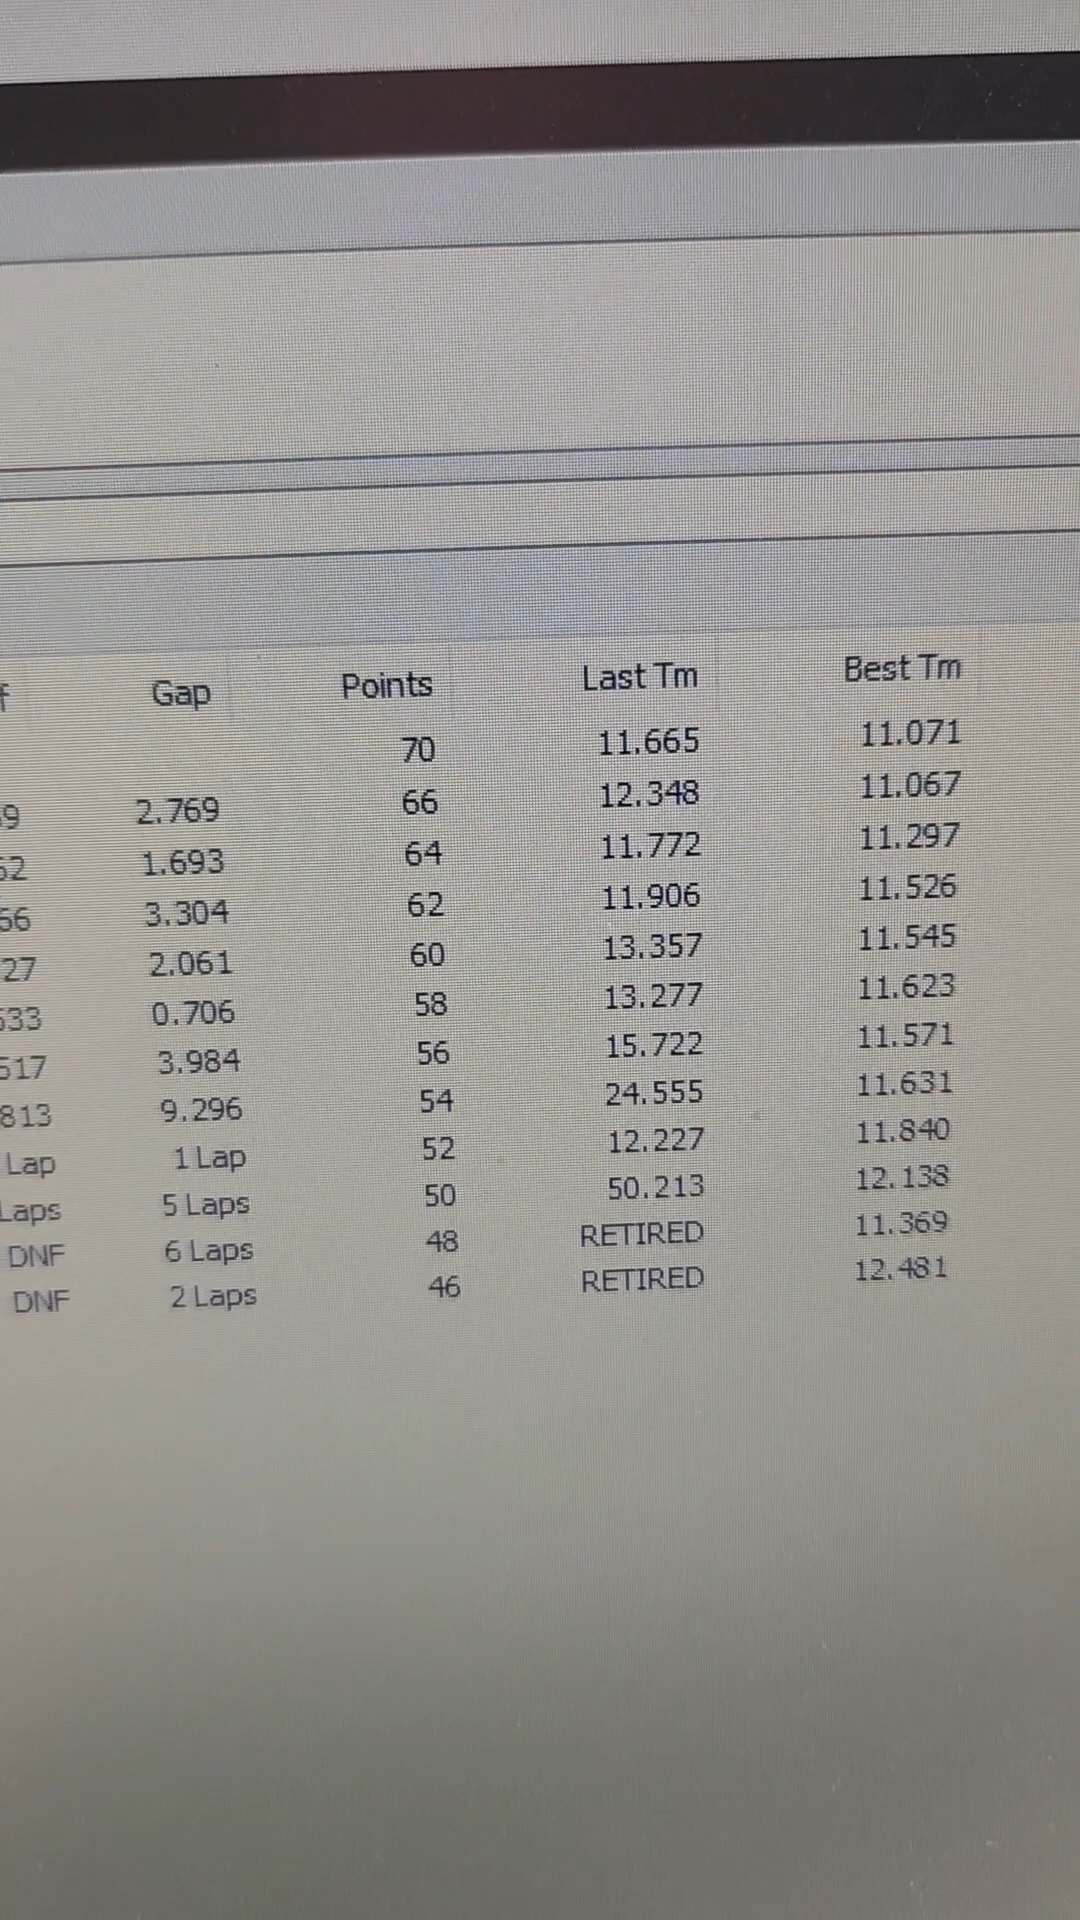 f Gap Points Last Tm Best Tm
70 11.665 11.071
9 2.769 66 12.348 11.067
52 1.693 64 11.772 11.297
56 3.304 62 11.906 11.526
27 2.061 60 13.357 11.545
533 0.706 58 13.277 11.623
517 3.984 56 15.722 11.571
813 9.296 54 24.555 11.631
Lap 1 Lap 52 12.227 11.840
Laps 5 Laps 50 50.213 12.138
DNF 6 Laps 48 RETIRED 11.369
DNF 2 Laps 46 RETIRED 12.481